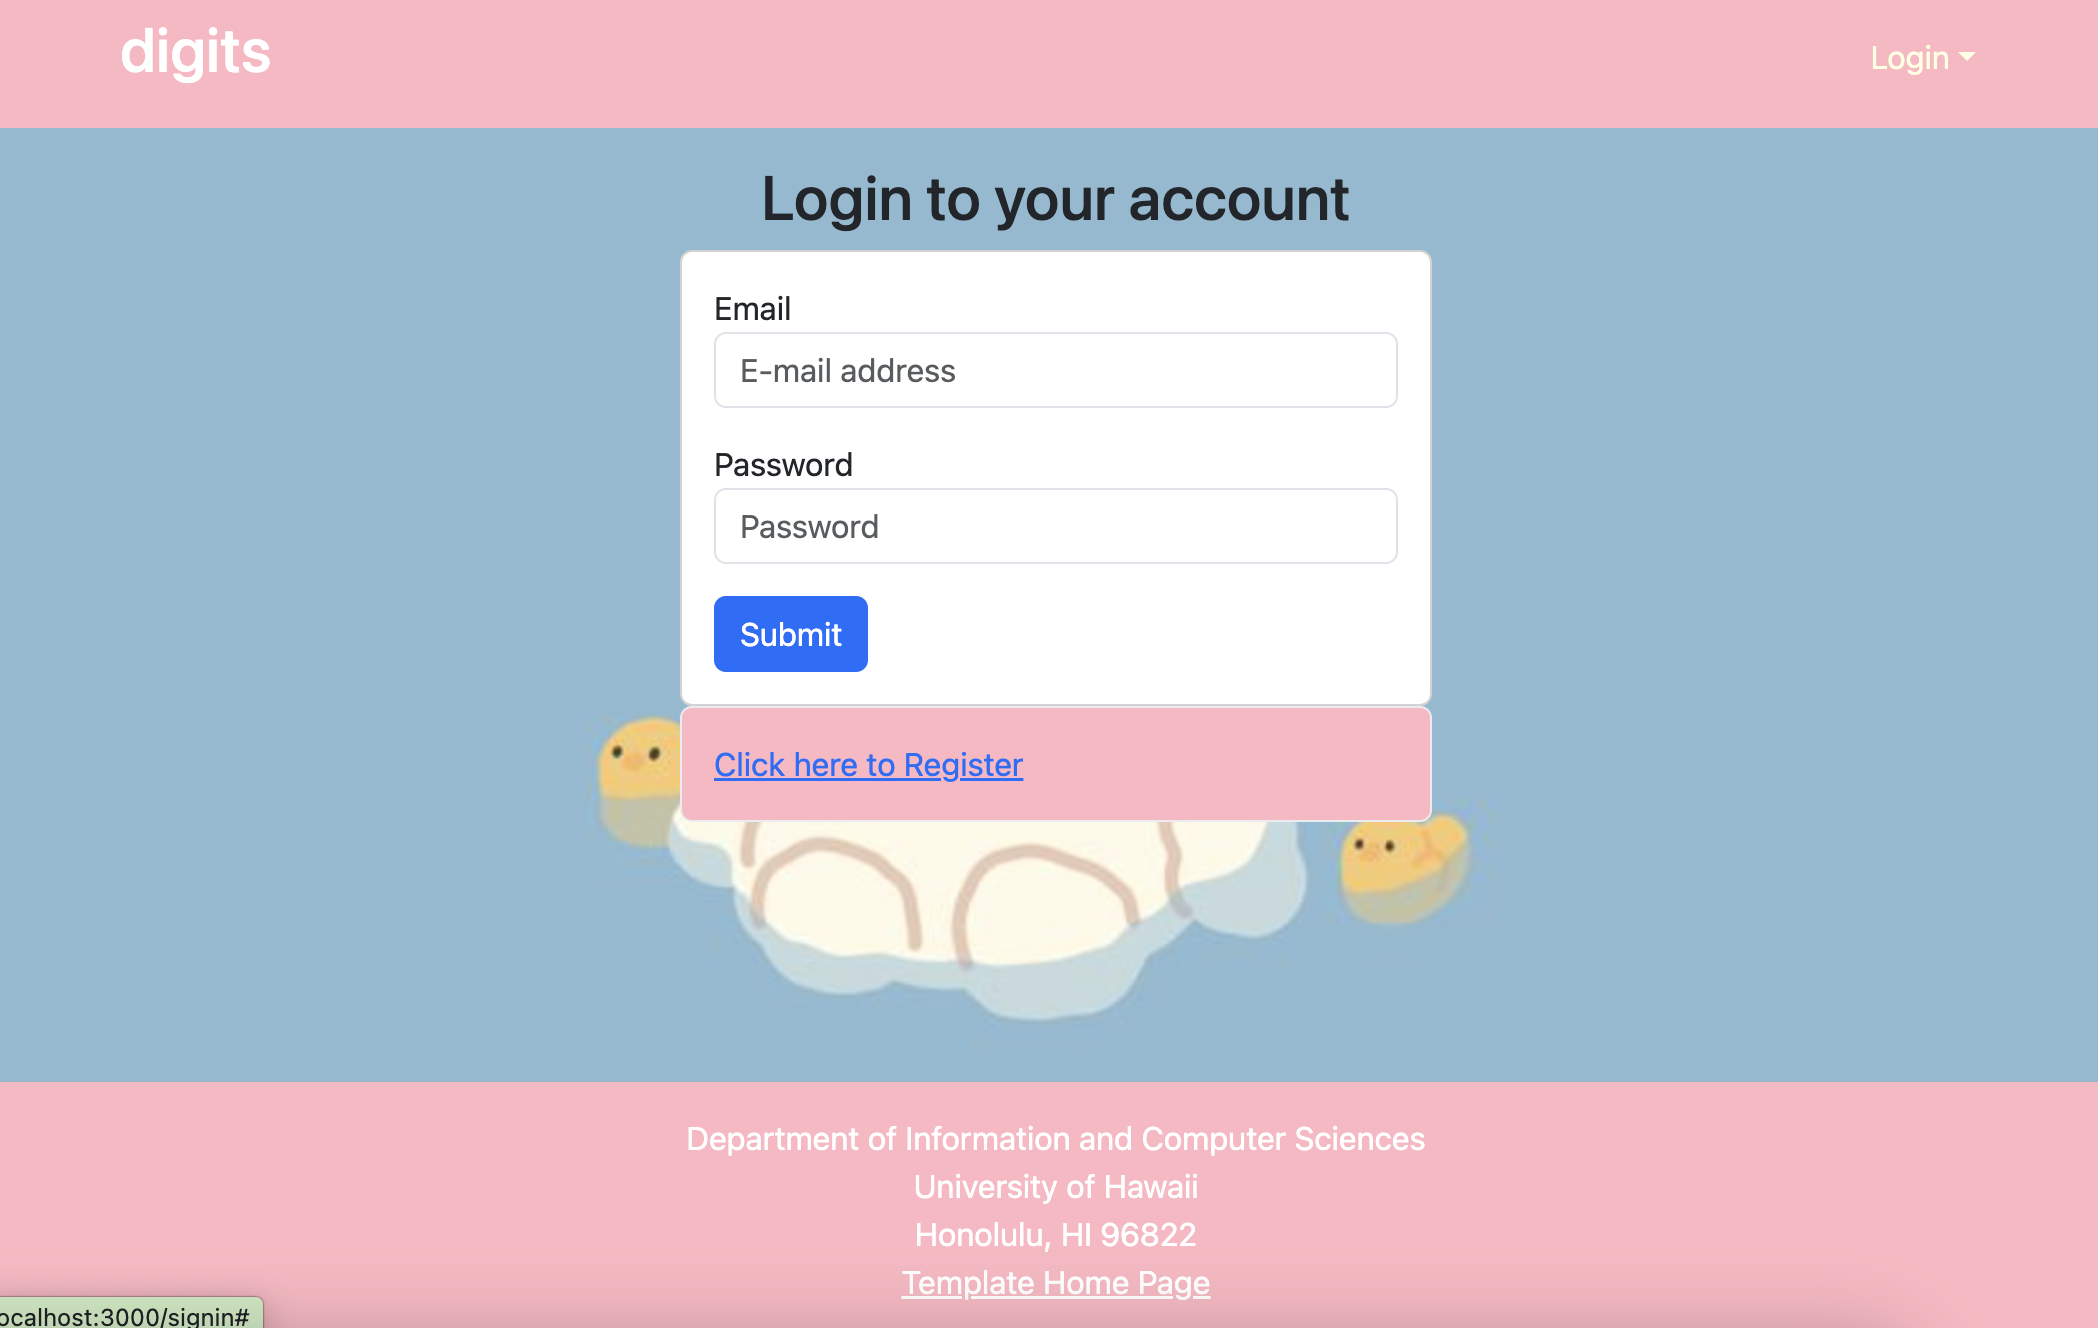 digits
Login
Login to your account
Email
E-mail address
Password
Password
Submit
Click here to Register
Department of Information and Computer Sciences
University of Hawaii
Honolulu, HI 96822
Template Home Page
ocalhost:3000/signin#